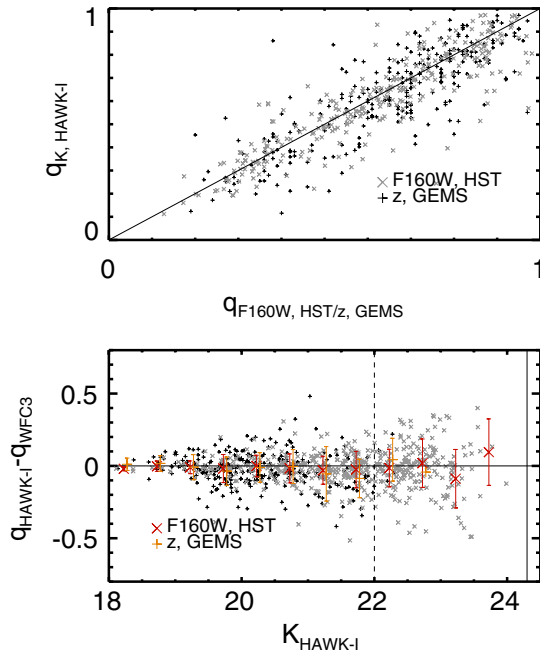 1
q_K, HAWK-I
F160W, HST
z, GEMS
0
0
1
q_F160W, HST/z, GEMS
0.5
q_HAWK-I-q_WFC3
0
F160W, HST
z, GEMS
-0.5
18
20
22
24
K_HAWK-I